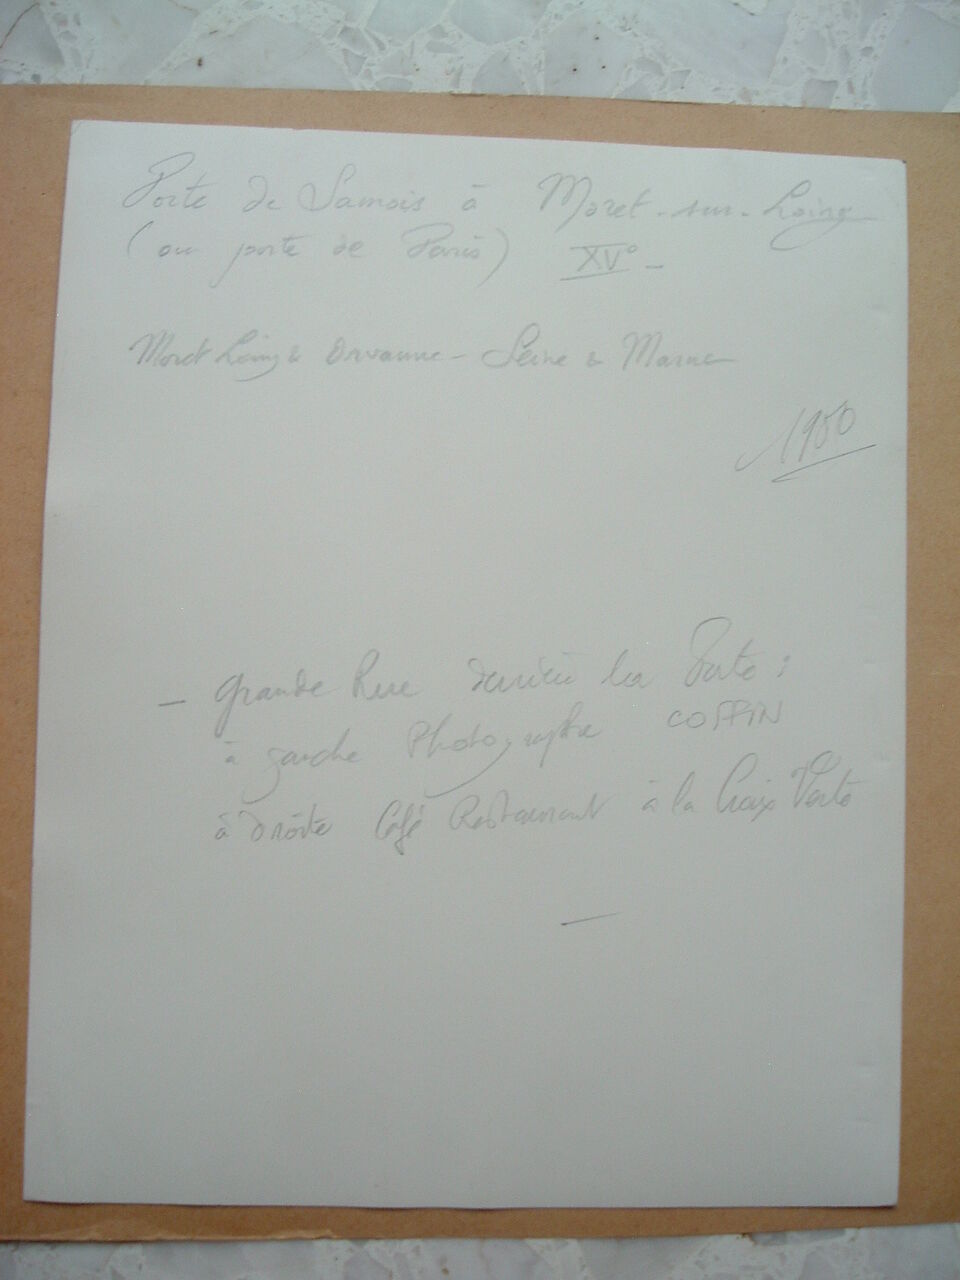 Porte de Samois à Moret-sur-Loing
(ou porte de Paris) XV° -
Moret Loing & Orvanne - Seine & Marne
1950
- Grande Rue derrière la Porte :
à gauche Photographe COFFIN
à droite Café Restaurant à la Croix Verte